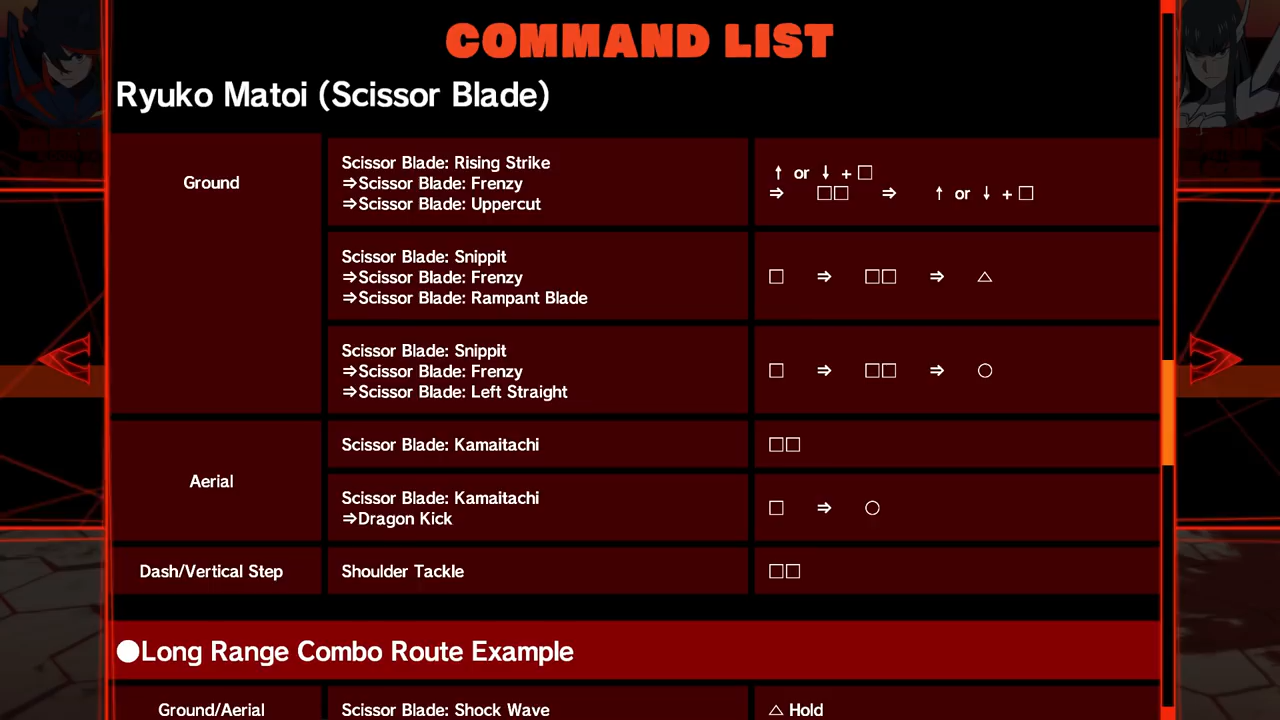 COMMAND LIST
Ryuko Matoi (Scissor Blade)
Ground
Scissor Blade: Rising Strike
⇒Scissor Blade: Frenzy
⇒Scissor Blade: Uppercut
↑ or ↓ + □
⇒ □□ ⇒ ↑ or ↓ + □
Scissor Blade: Snippit
⇒Scissor Blade: Frenzy
⇒Scissor Blade: Rampant Blade
□ ⇒ □□ ⇒ △
Scissor Blade: Snippit
⇒Scissor Blade: Frenzy
⇒Scissor Blade: Left Straight
□ ⇒ □□ ⇒ ○
Aerial
Scissor Blade: Kamaitachi
□□
Scissor Blade: Kamaitachi
⇒Dragon Kick
□ ⇒ ○
Dash/Vertical Step
Shoulder Tackle
□□
●Long Range Combo Route Example
Ground/Aerial
Scissor Blade: Shock Wave
△ Hold